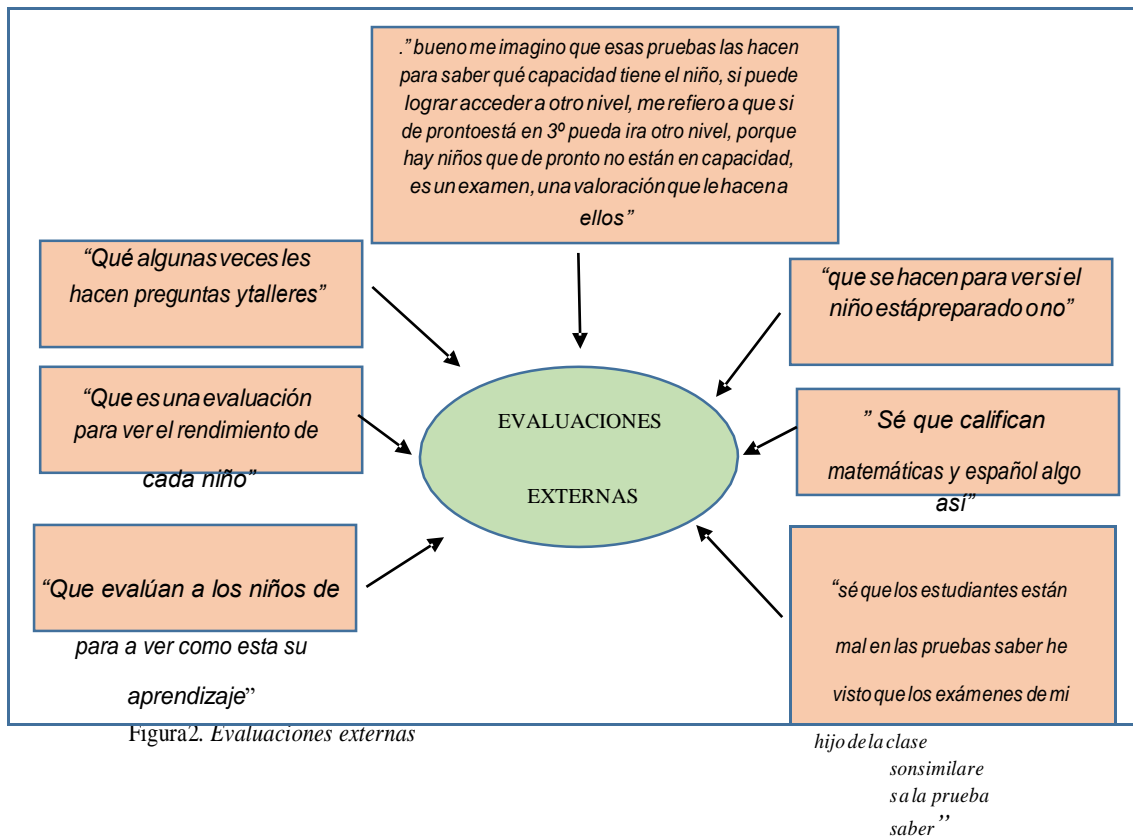 .” bueno me imagino que esas pruebas las hacen
para saber qué capacidad tiene el niño, si puede
lograr acceder a otro nivel, me refiero a que si
de prontoestá en 3º pueda ira otro nivel, porque
hay niños que de pronto no están en capacidad,
es un examen, una valoración que le hacen a
ellos”
“Qué algunas veces les
hacen preguntas ytalleres”
“que se hacen para ver si el
niño estápreparado o no”
“Que es una evaluación
para ver el rendimiento de
cada niño”
EVALUACIONES
EXTERNAS
” Sé que califican
matemáticas y español algo
así”
“Que evalúan a los niños de
para a ver como esta su
aprendizaje”
“sé que los estudiantes están
mal en las pruebas saber he
visto que los exámenes de mi
hijo de la clase
sonsimilare
s a la prueba
saber”
Figura2. Evaluaciones externas